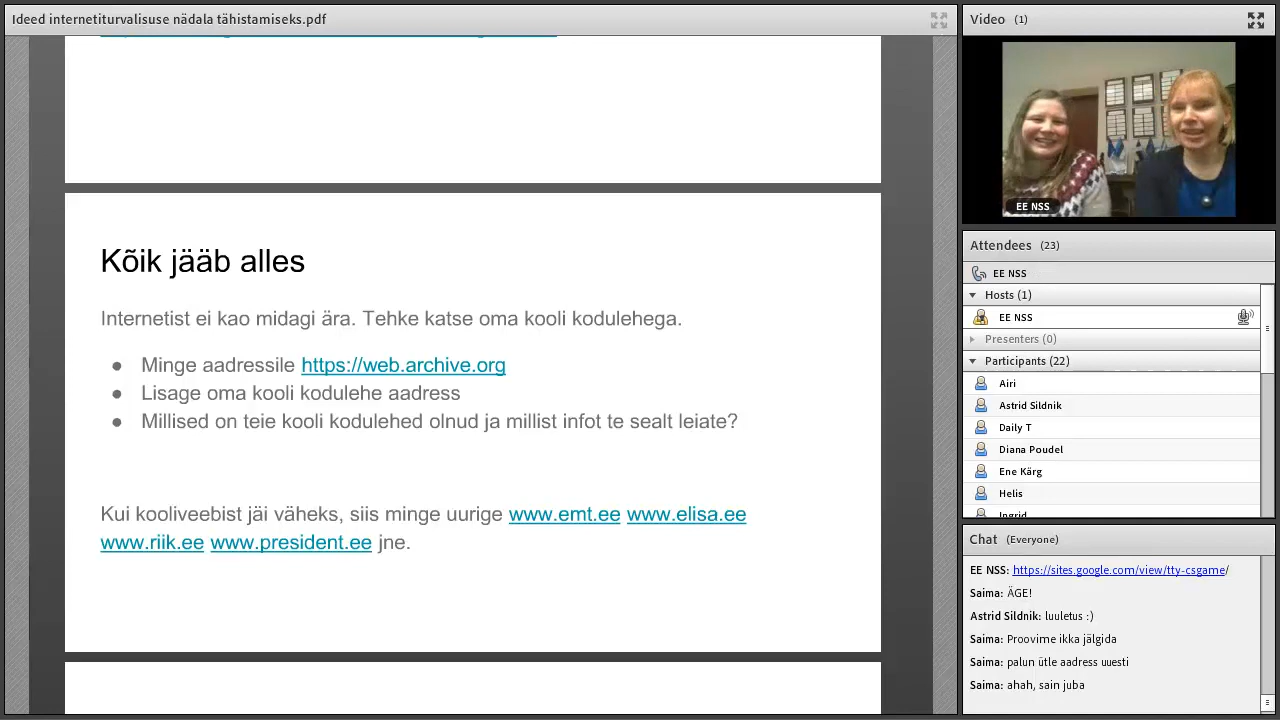 Ideed internetiturvalisuse nädala tähistamiseks.pdf
Kõik jääb alles
Internetist ei kao midagi ära. Tehke katse oma kooli kodulehega.
● Minge aadressile https://web.archive.org
● Lisage oma kooli kodulehe aadress
● Millised on teie kooli kodulehed olnud ja millist infot te sealt leiate?
Kui kooliveebist jäi väheks, siis minge uurige www.emt.ee www.elisa.ee
www.riik.ee www.president.ee jne.
Video (1)
EE NSS
Attendees (23)
EE NSS
Hosts (1)
EE NSS
Presenters (0)
Participants (22)
Airi
Astrid Sildnik
Daily T
Diana Poudel
Ene Kärg
Helis
Ingrid
Chat (Everyone)
EE NSS: https://sites.google.com/view/tty-csgame/
Saima: ÄGE!
Astrid Sildnik: luuletus :)
Saima: Proovime ikka jälgida
Saima: palun ütle aadress uuesti
Saima: ahah, sain juba